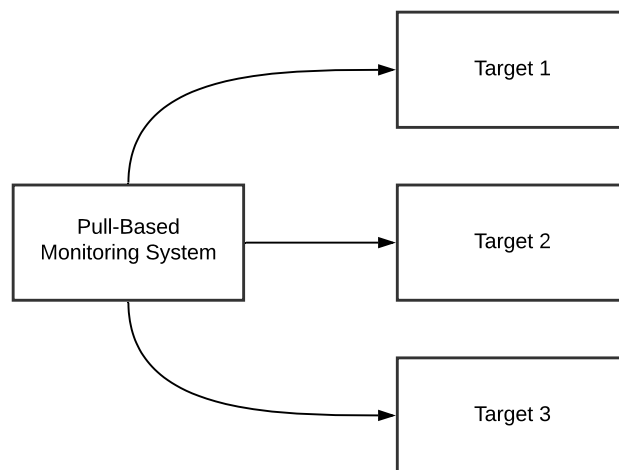 Target 1
Pull-Based
Monitoring System
Target 2
Target 3